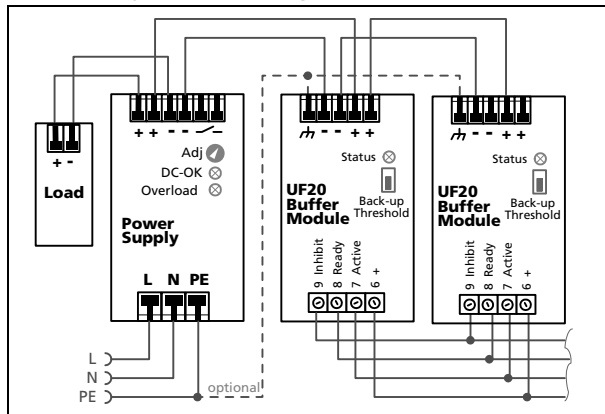 + + - -
Adj
DC-OK
Overload
Power
Supply
L N PE
+ -
Load
- - + +
Status
UF20
Buffer
Module
Back-up
Threshold
9 Inhibit
8 Ready
7 Active
6 +
- - + +
Status
UF20
Buffer
Module
Back-up
Threshold
9 Inhibit
8 Ready
7 Active
6 +
L
N
PE
optional